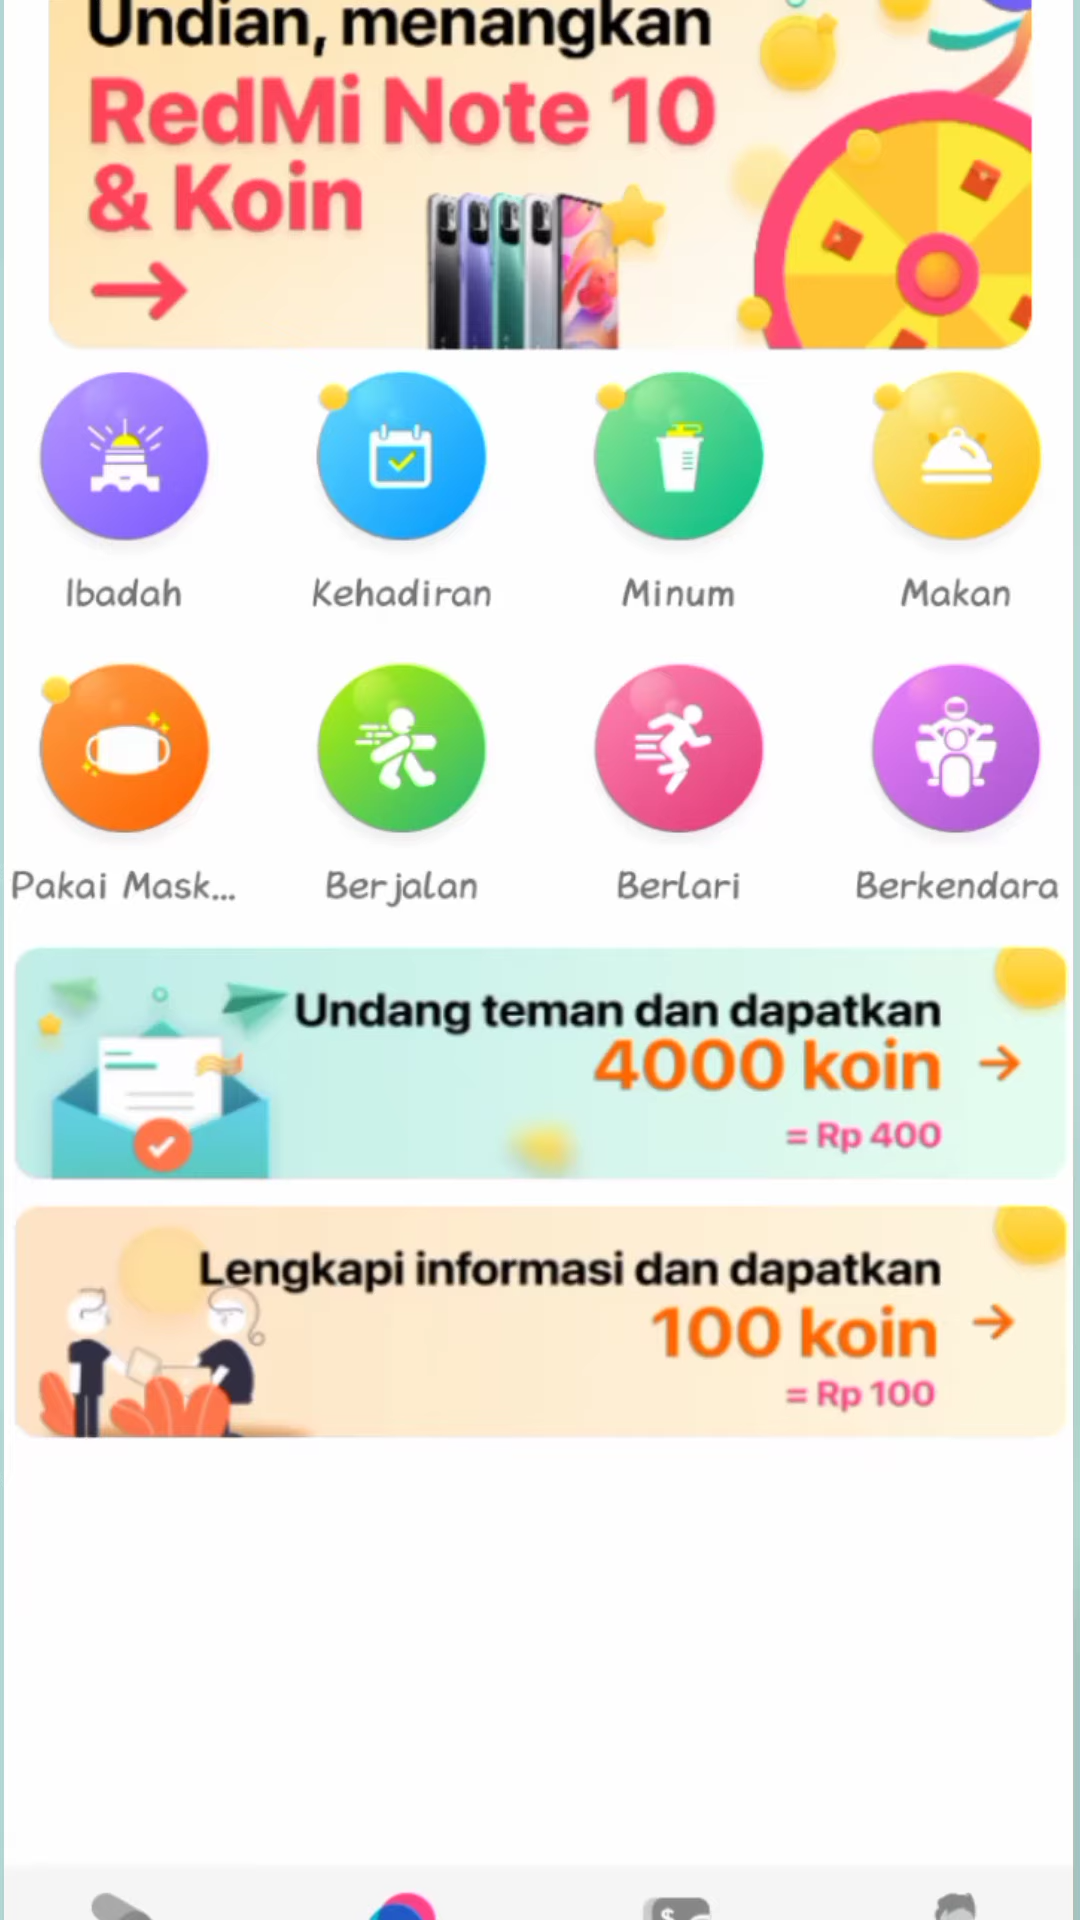 Undian, menangkan
RedMi Note 10
& Koin
Ibadah
Kehadiran
Minum
Makan
Pakai Mask...
Berjalan
Berlari
Berkendara
Undang teman dan dapatkan
4000 koin
= Rp 400
Lengkapi informasi dan dapatkan
100 koin
= Rp 100
$